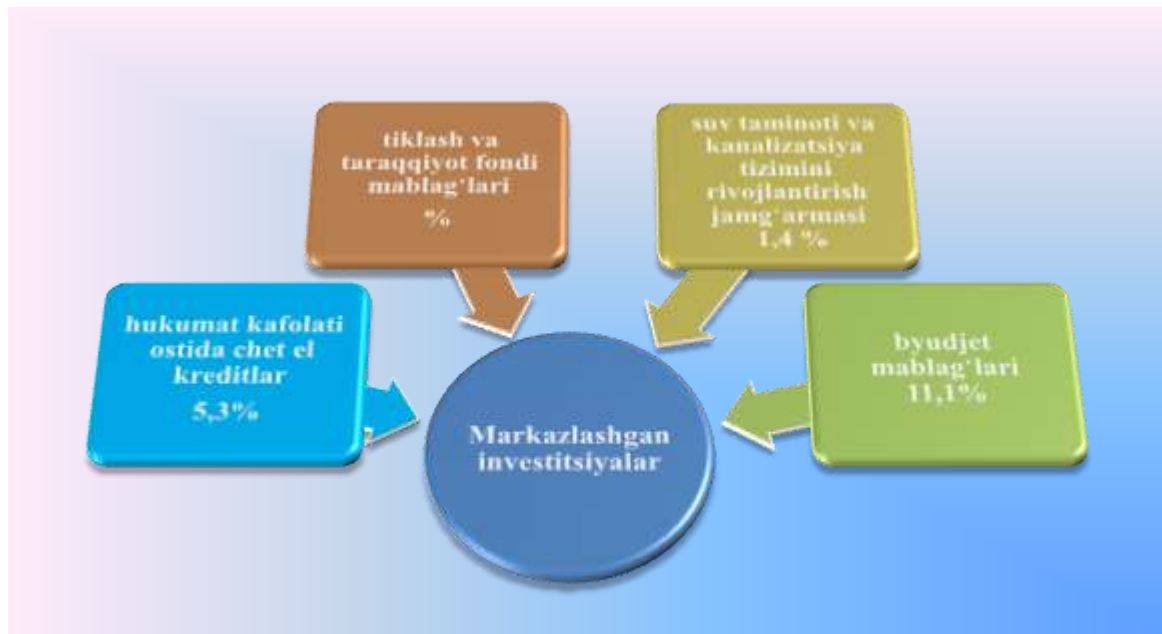 tiklash va
taraqqiyot fondi
mablag‘lari
%
suv taminoti va
kanalizatsiya
tizimini
rivojlantirish
jamg‘armasi
1,4 %
hukumat kafolati
ostida chet el
kreditlar
5,3%
byudjet
mablag‘lari
11,1%
Markazlashgan
investitsiyalar